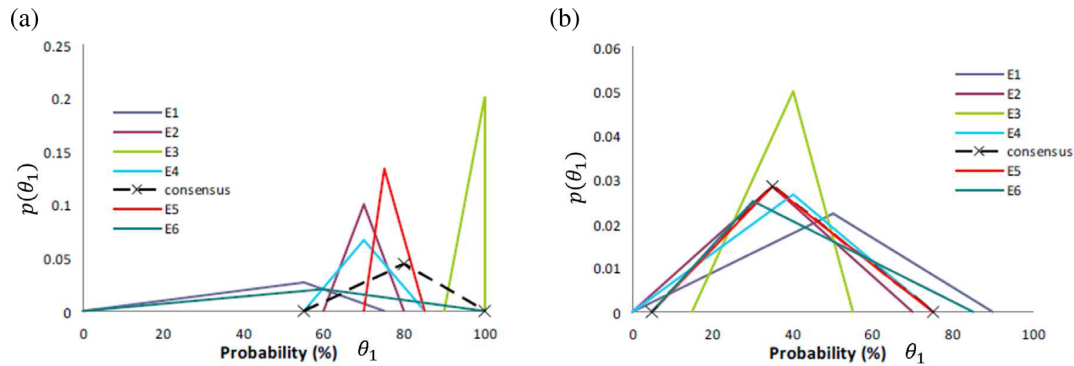 (a)
0.25
0.2
0.15
0.1
0.05
0
p(θ₁)
E1
E2
E3
E4
consensus
E5
E6
0 20 40 60 80 100
Probability (%) θ₁
(b)
0.06
0.05
0.04
0.03
0.02
0.01
0
p(θ₁)
E1
E2
E3
E4
consensus
E5
E6
0 20 40 60 80 100
Probability (%) θ₁